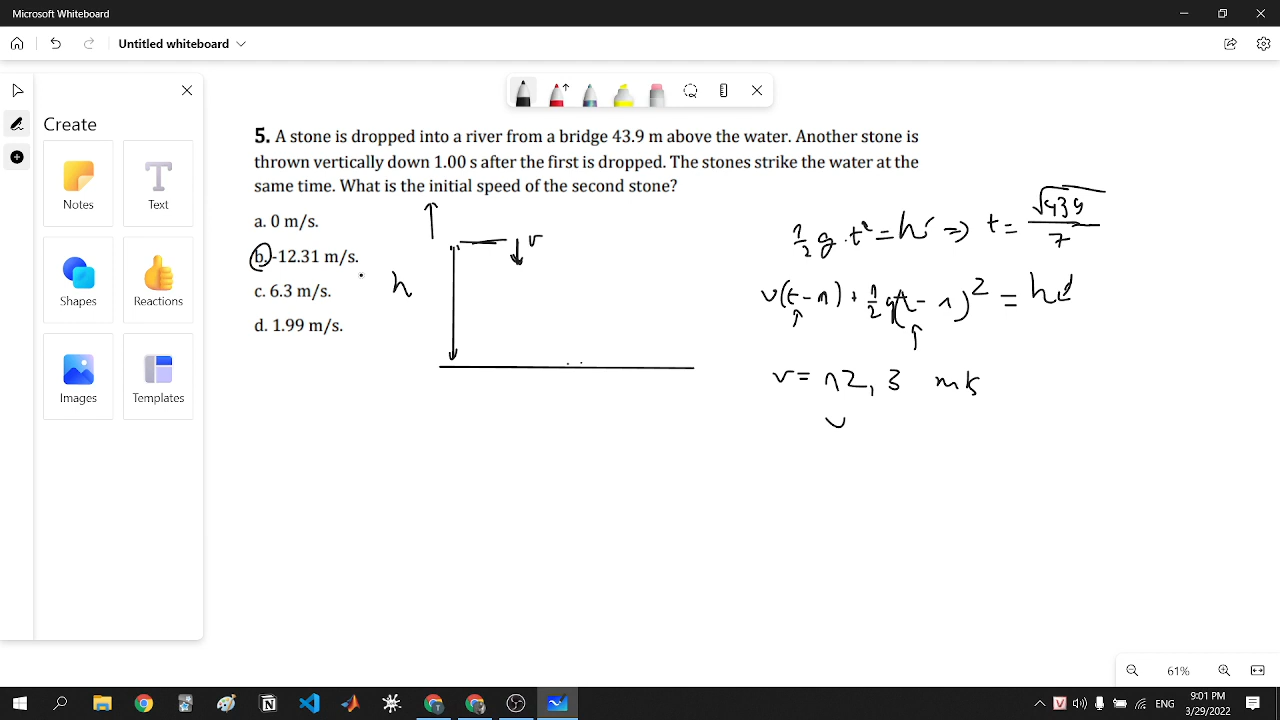 Microsoft Whiteboard
Untitled whiteboard
Create
Notes
Text
Shapes
Reactions
Images
Templates
5. A stone is dropped into a river from a bridge 43.9 m above the water. Another stone is
thrown vertically down 1.00 s after the first is dropped. The stones strike the water at the
same time. What is the initial speed of the second stone?
a. 0 m/s.
b. -12.31 m/s.
c. 6.3 m/s.
d. 1.99 m/s.
v
h
1/2 g · t² = h => t = √439 / 7
v(t - 1) + 1/2 g(t - 1)² = h
v = 12,3 m/s
61%
9:01 PM
3/29/2022